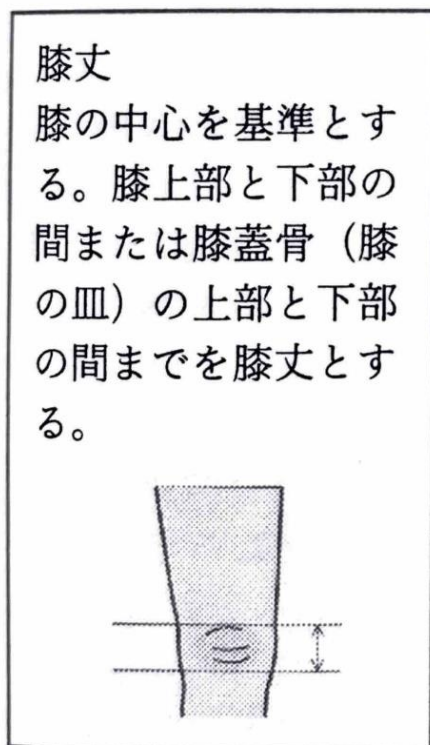 膝丈
膝の中心を基準とす
る。膝上部と下部の
間または膝蓋骨（膝
の皿）の上部と下部
の間までを膝丈とす
る。